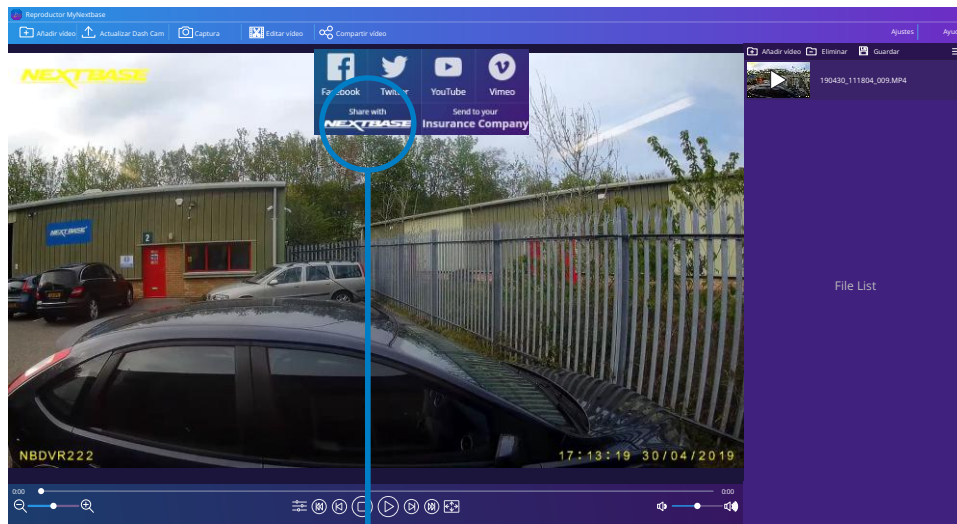 Reproductor MyNextbase
Añadir vídeo Actualizar Dash Cam Captura Editar vídeo Compartir vídeo Ajustes
Añadir vídeo Eliminar Guardar
NEXTBASE
Facebook Twitter YouTube Vimeo
Share with
NEXTBASE
Send to your
Insurance Company
190430_111804_009.MP4
NEXTBASE
2
File List
NBDVR222
17:13:19 30/04/2019
0:00
0:00